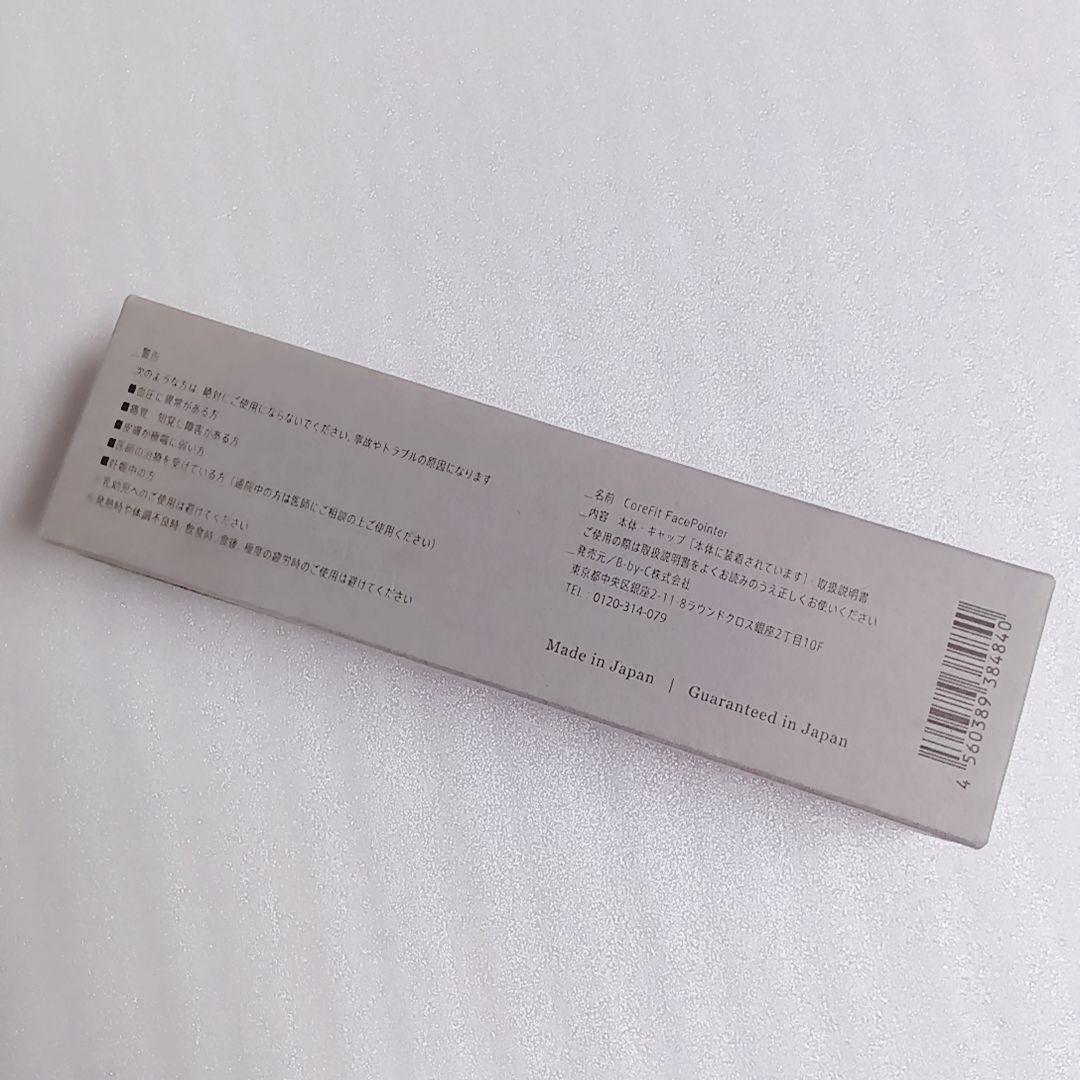 _警告
次のような方は、絶対にご使用にならないでください。事故やトラブルの原因になります
■血圧に異常がある方
■痛覚・知覚に障害がある方
■皮膚が極端に弱い方
■医師の治療を受けている方（通院中の方は医師にご相談の上ご使用ください）
■妊娠中の方
※乳幼児へのご使用は避けてください
※発熱時や体調不良時、飲食時、食後、極度の疲労時のご使用は避けてください
_名前 CoreFit FacePointer
_内容 本体・キャップ［本体に装着されています］・取扱説明書
ご使用の際は取扱説明書をよくお読みのうえ正しくお使いください
_発売元／B-by-C株式会社
東京都中央区銀座2-11-8ラウンドクロス銀座2丁目10F
TEL：0120-314-079
Made in Japan | Guaranteed in Japan
4 560389 384840